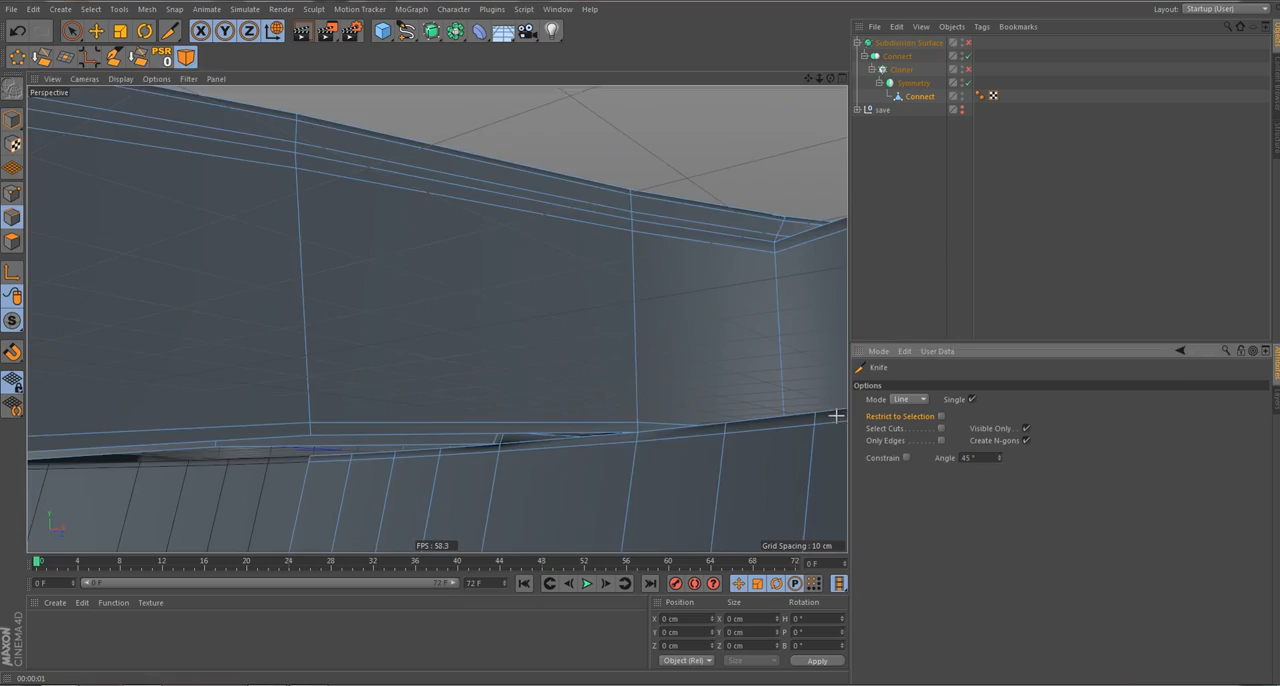 File Edit Create Select Tools Mesh Snap Animate Simulate Render Sculpt Motion Tracker MoGraph Character Plugins Script Window Help
Layout: Startup (User)
PSR
0
X Y Z
View Cameras Display Options Filter Panel
Perspective
FPS : 58.3
Grid Spacing : 10 cm
File Edit View Objects Tags Bookmarks
Subdivision Surface
Connect
Cloner
Symmetry
Connect
save
Mode Edit User Data
Knife
Options
Mode Line Single
Restrict to Selection
Select Cuts Visible Only
Only Edges Create N-gons
Constrain Angle 45 °
4 8 12 16 20 24 28 32 36 40 44 48 52 56 60 64 68 72 0 F
0 F 0 F 72 F 72 F
Create Edit Function Texture
Position Size Rotation
X 0 cm X 0 cm H 0 °
Y 0 cm Y 0 cm P 0 °
Z 0 cm Z 0 cm B 0 °
Object (Rel) Size Apply
MAXON
CINEMA 4D
00:00:01